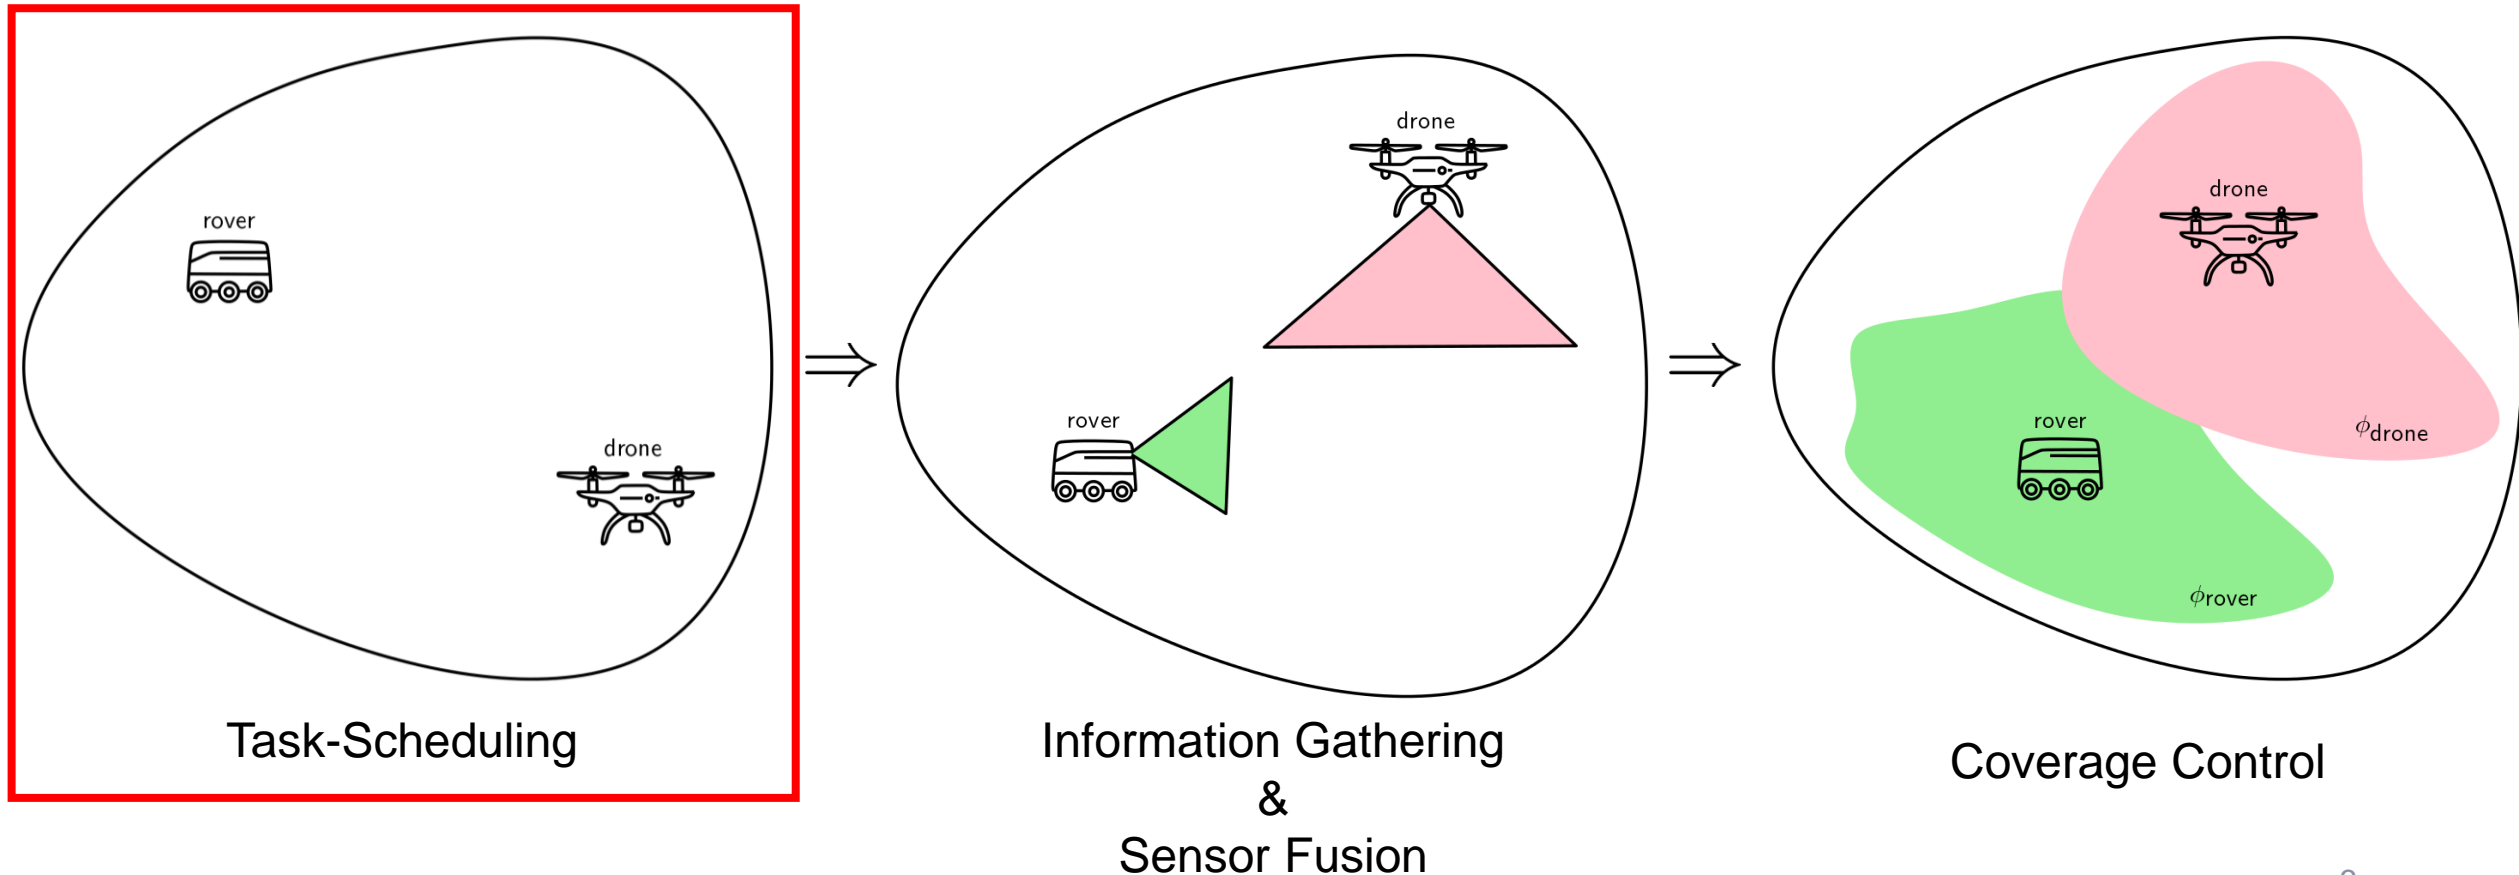 rover
drone
Task-Scheduling
drone
rover
Information Gathering
&
Sensor Fusion
drone
rover
ϕdrone
ϕrover
Coverage Control